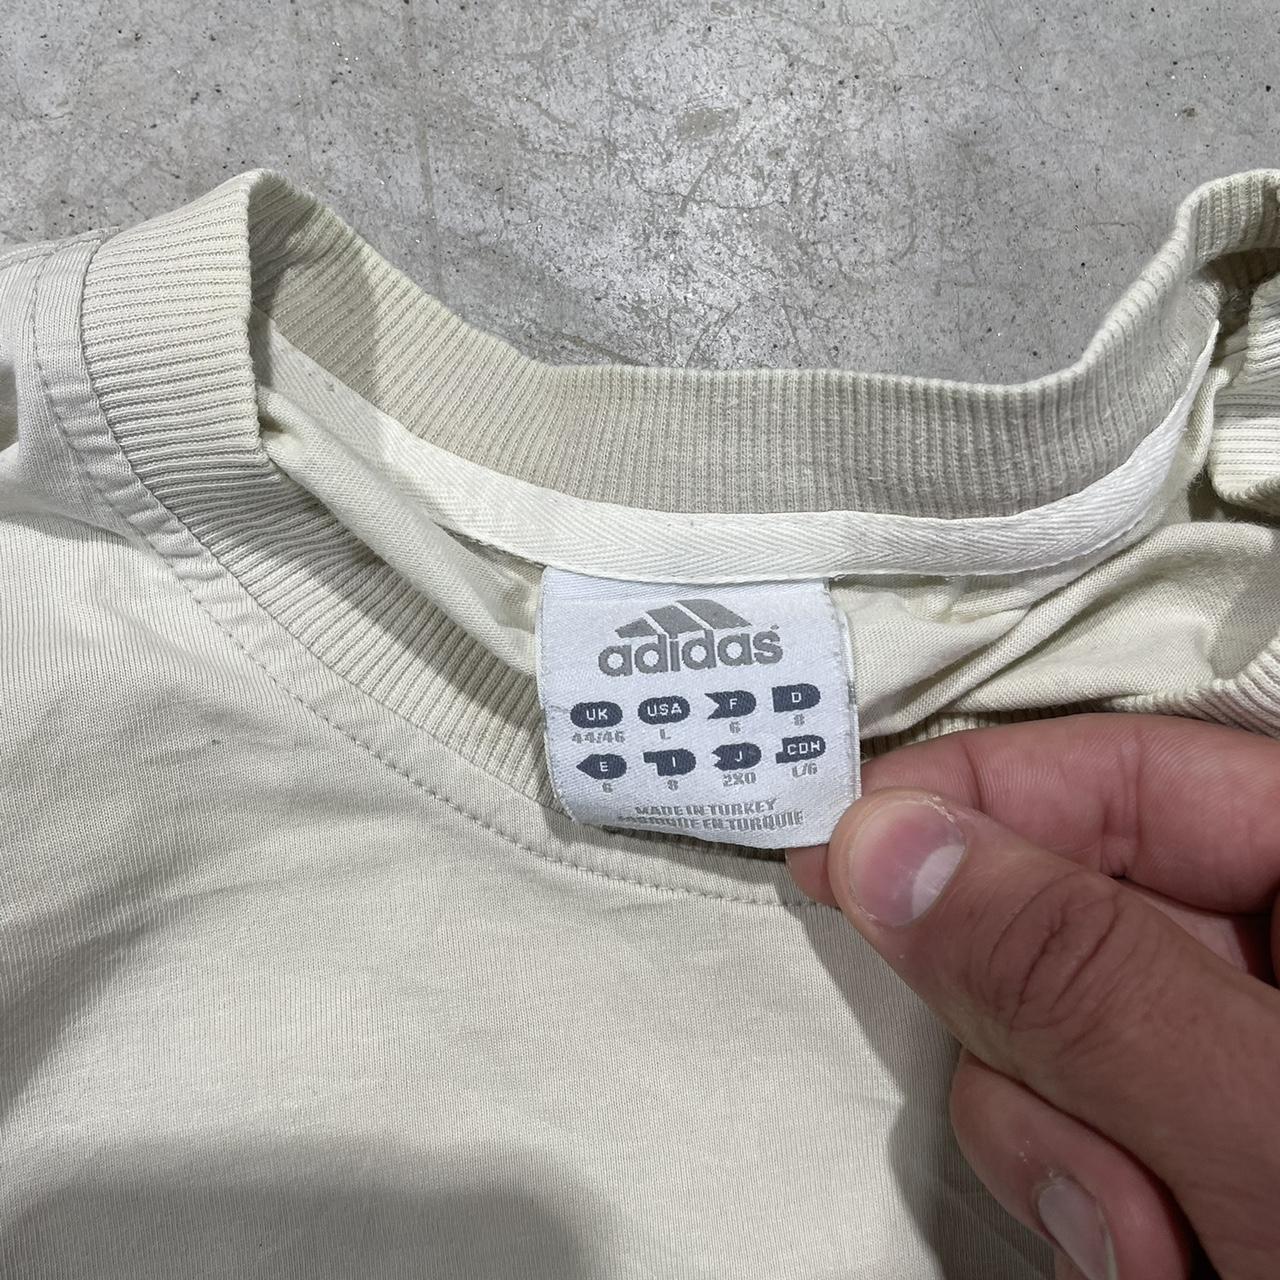 adidas
UK USA F D
44/46 L 6 8
E I J CDN
6 8 2XO L/G
MADE IN TURKEY
FABRIQUE EN TURQUIE